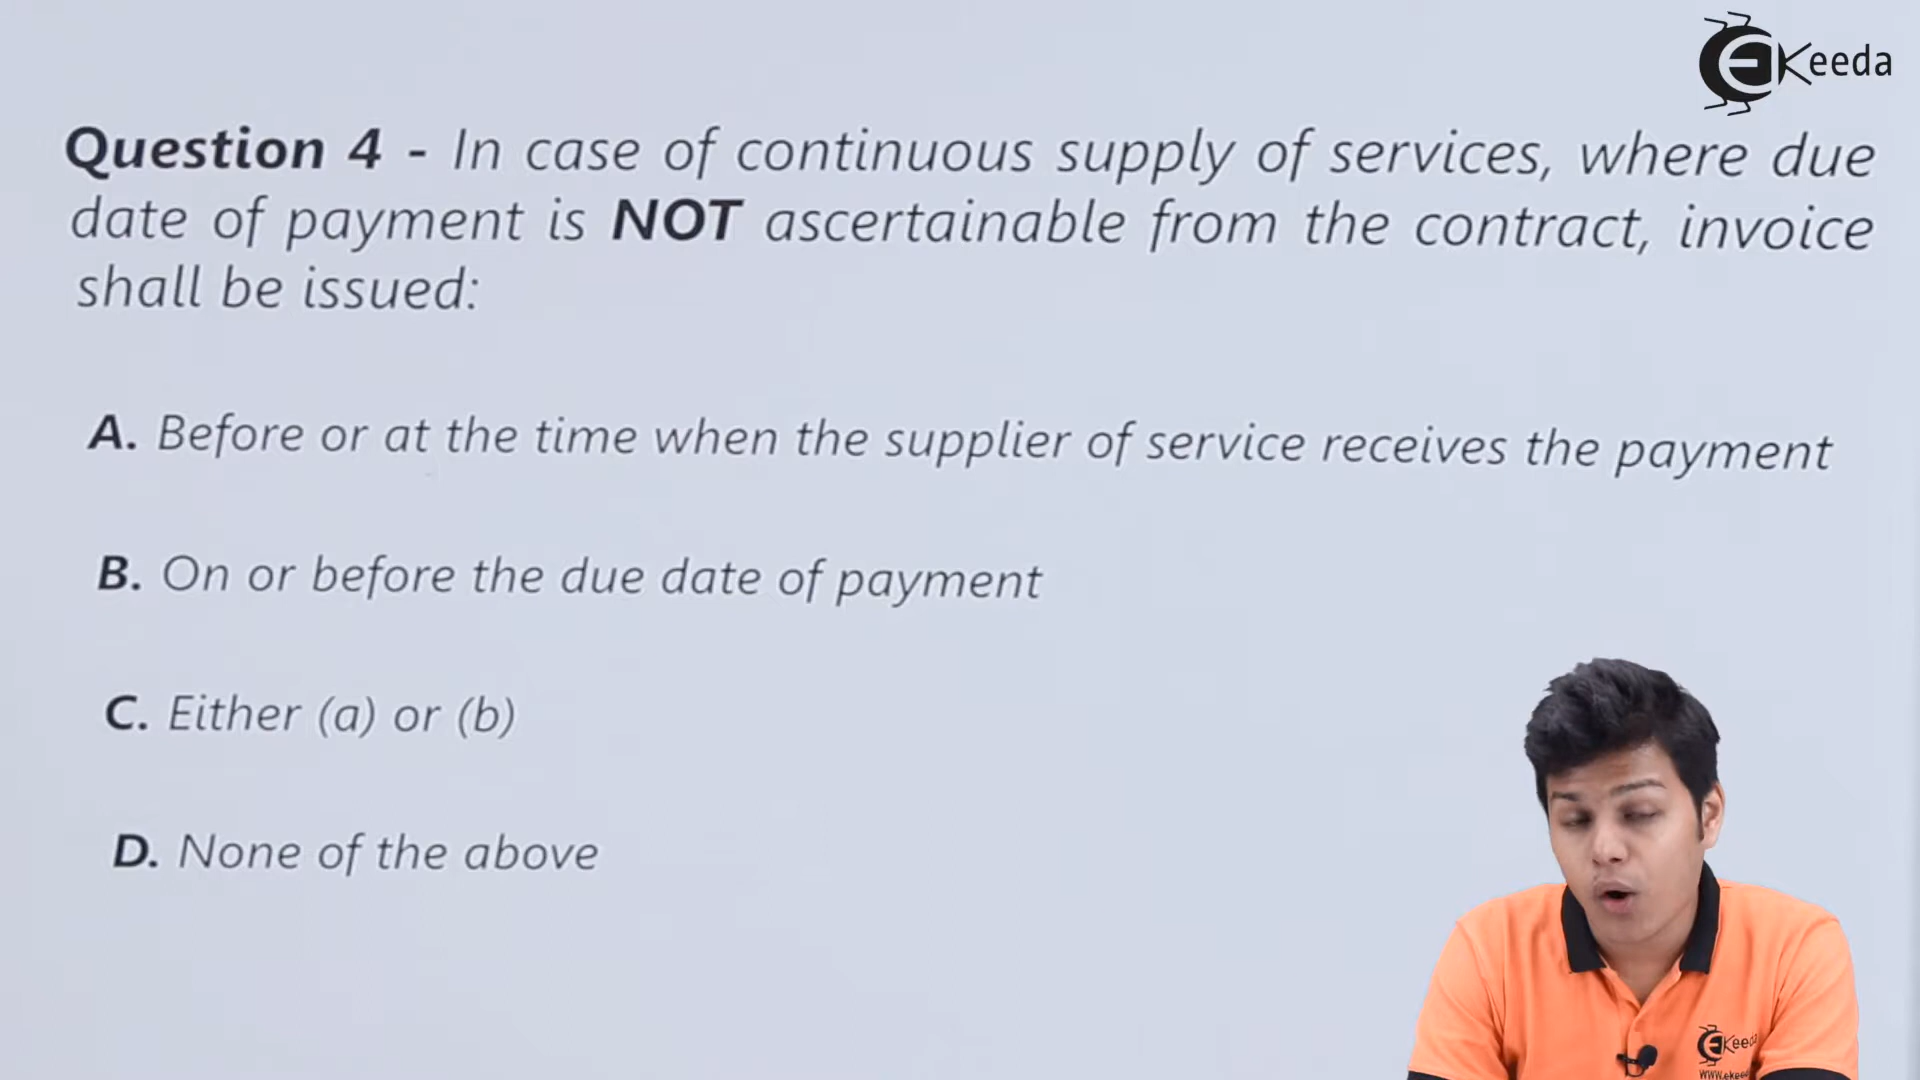 EKeeda
Question 4 - In case of continuous supply of services, where due
date of payment is NOT ascertainable from the contract, invoice
shall be issued:
A. Before or at the time when the supplier of service receives the payment
B. On or before the due date of payment
C. Either (a) or (b)
D. None of the above
EKeeda